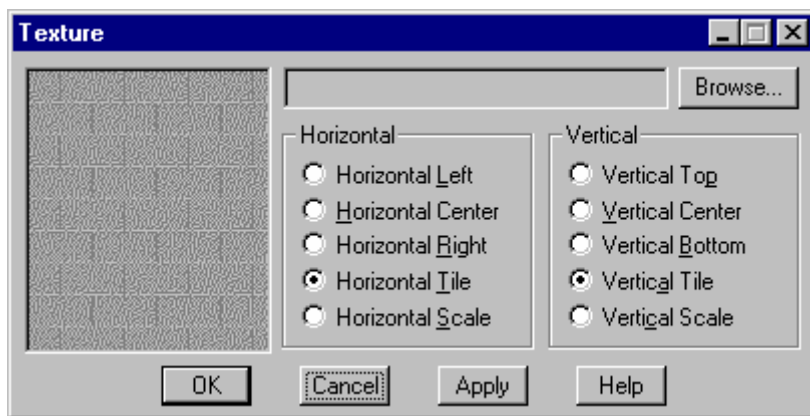 Texture
Browse...
Horizontal
Horizontal Left
Horizontal Center
Horizontal Right
Horizontal Tile
Horizontal Scale
Vertical
Vertical Top
Vertical Center
Vertical Bottom
Vertical Tile
Vertical Scale
OK
Cancel
Apply
Help